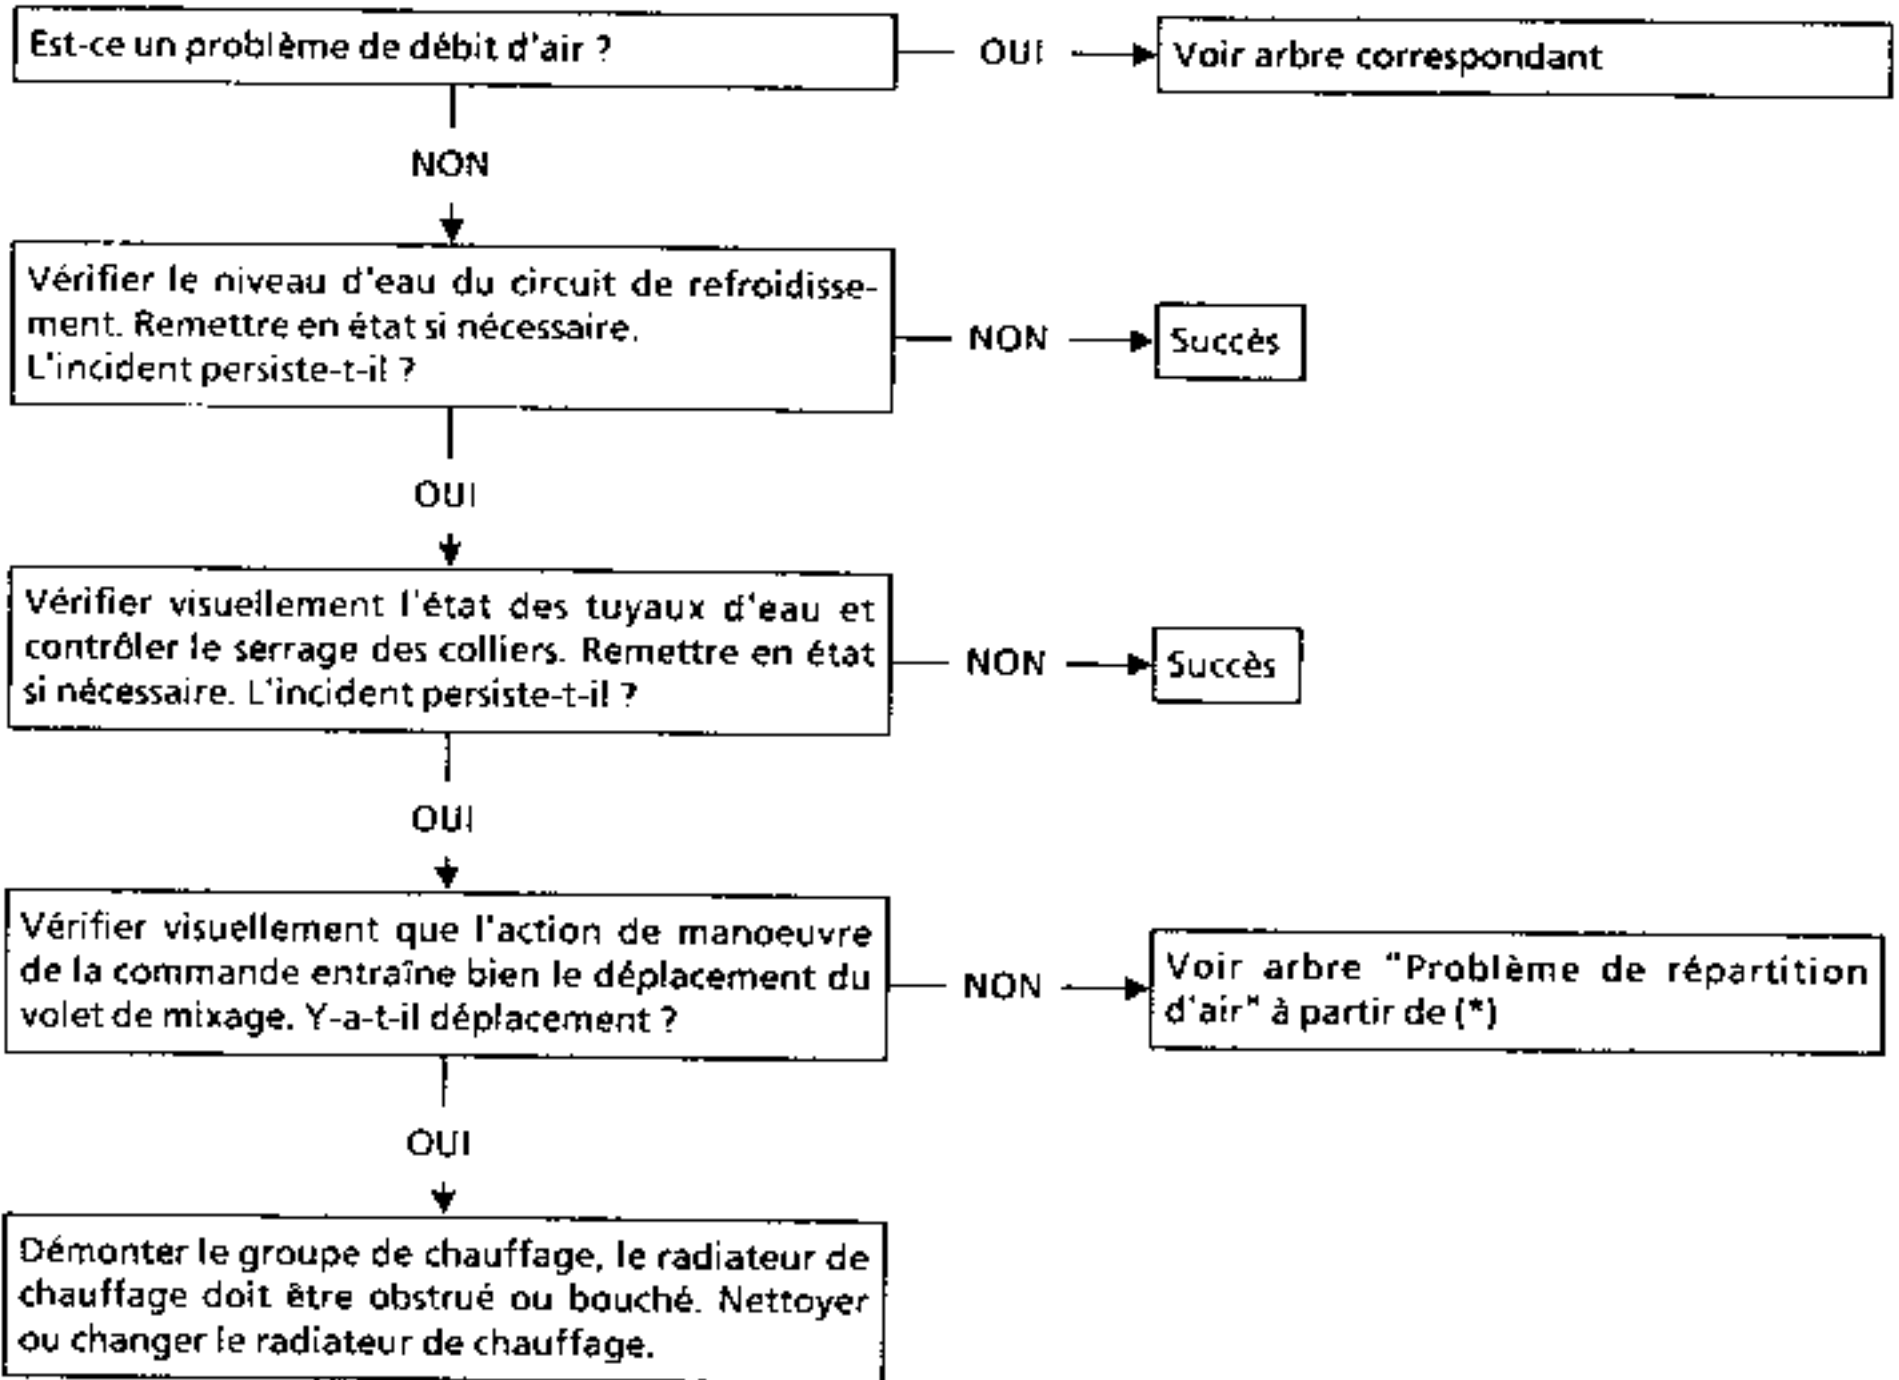 Est-ce un problème de débit d'air ?
OUI
Voir arbre correspondant
NON
Vérifier le niveau d'eau du circuit de refroidisse-
ment. Remettre en état si nécessaire.
L'incident persiste-t-il ?
NON
Succès
OUI
Vérifier visuellement l'état des tuyaux d'eau et
contrôler le serrage des colliers. Remettre en état
si nécessaire. L'incident persiste-t-il ?
NON
Succès
OUI
Vérifier visuellement que l'action de manoeuvre
de la commande entraîne bien le déplacement du
volet de mixage. Y-a-t-il déplacement ?
NON
Voir arbre "Problème de répartition
d'air" à partir de (*)
OUI
Démonter le groupe de chauffage, le radiateur de
chauffage doit être obstrué ou bouché. Nettoyer
ou changer le radiateur de chauffage.